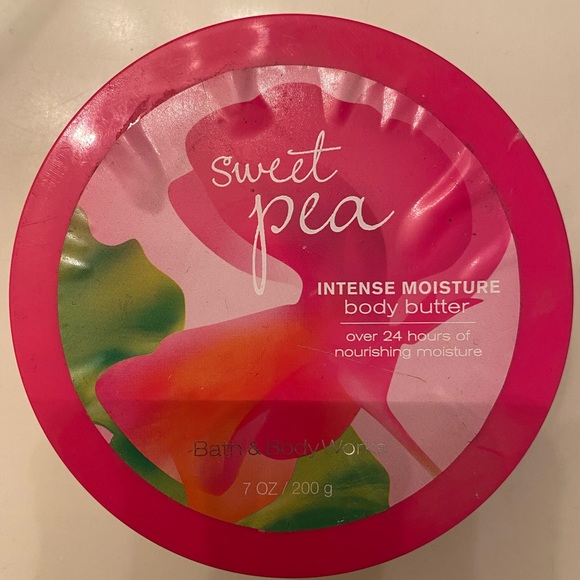 sweet
pea
INTENSE MOISTURE
body butter
over 24 hours of
nourishing moisture
Bath & Body Works
7 OZ / 200 g